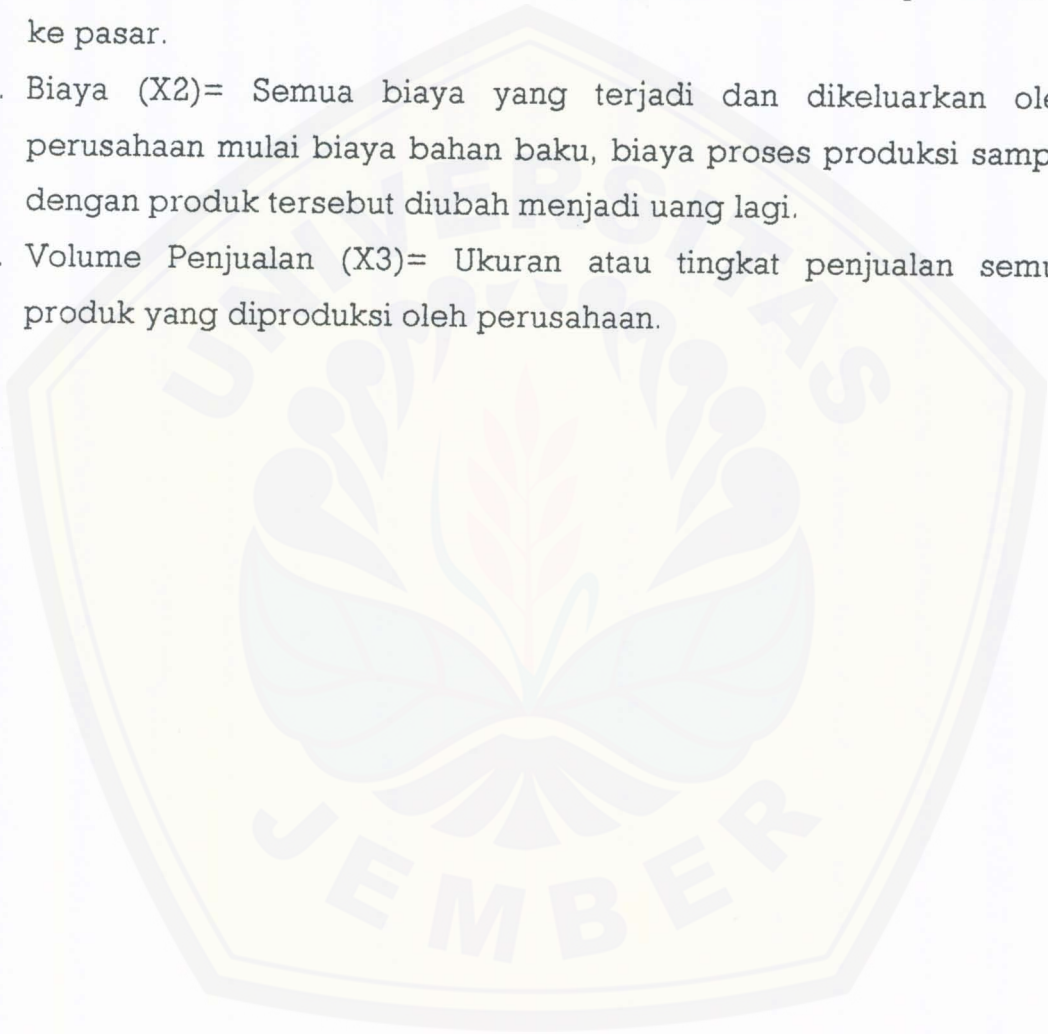 ke pasar.
. Biaya (X2)= Semua biaya yang terjadi dan dikeluarkan ole
perusahaan mulai biaya bahan baku, biaya proses produksi samp
dengan produk tersebut diubah menjadi uang lagi.
. Volume Penjualan (X3)= Ukuran atau tingkat penjualan semu
produk yang diproduksi oleh perusahaan.
UNIVERSITAS
JEMBER